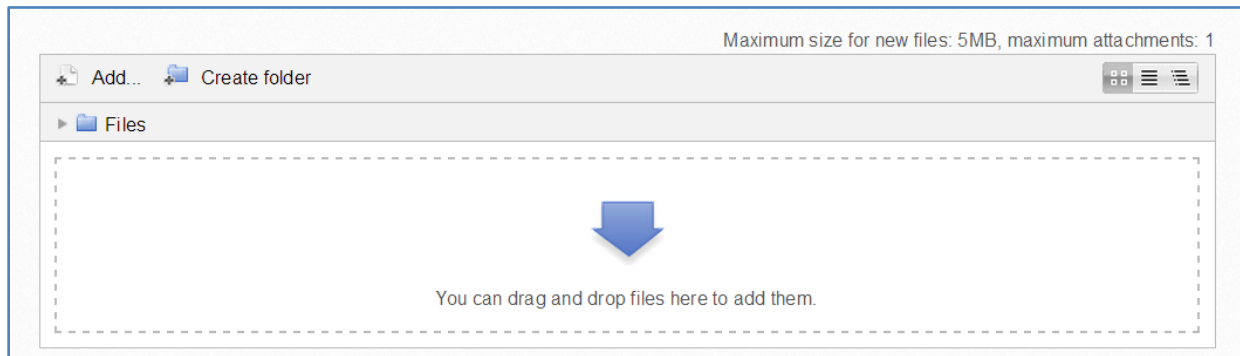 Maximum size for new files: 5MB, maximum attachments: 1
Add... Create folder
Files
You can drag and drop files here to add them.